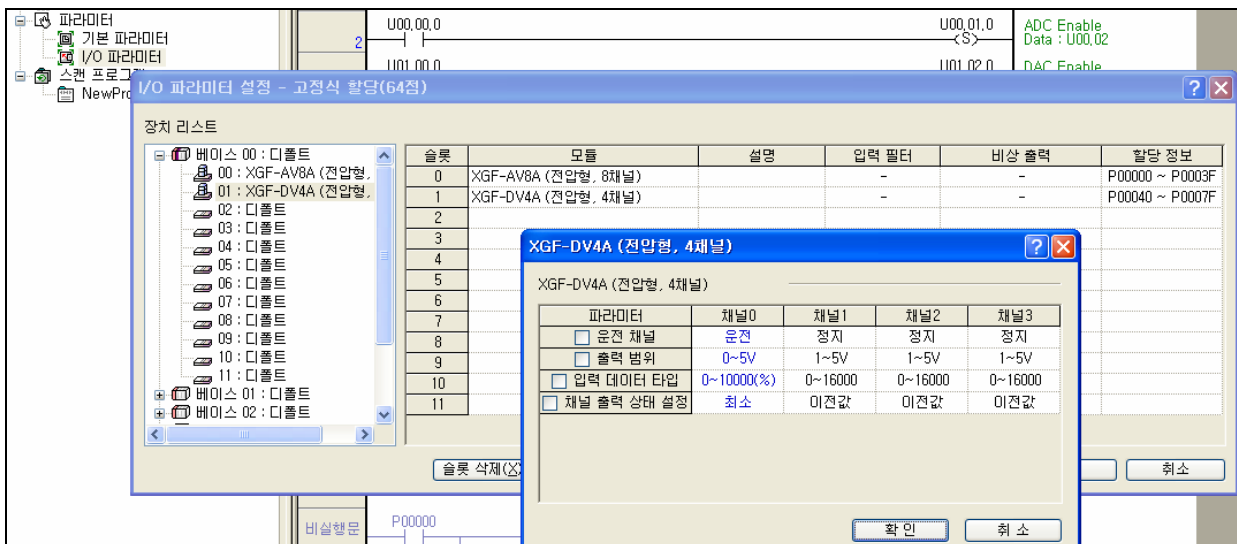 파라미터
기본 파라미터
I/O 파라미터
스캔 프로그
NewPro
2
U00.00.0
U00.01.0
(S)
ADC Enable
Data : U00.02
U01.00.0
U01.02.0
DAC Enable
I/O 파라미터 설정 - 고정식 할당(64점)
장치 리스트
베이스 00 : 디폴트
00 : XGF-AV8A (전압형,
01 : XGF-DV4A (전압형,
02 : 디폴트
03 : 디폴트
04 : 디폴트
05 : 디폴트
06 : 디폴트
07 : 디폴트
08 : 디폴트
09 : 디폴트
10 : 디폴트
11 : 디폴트
베이스 01 : 디폴트
베이스 02 : 디폴트
슬롯 모듈 설명 입력 필터 비상 출력 할당 정보
0 XGF-AV8A (전압형, 8채널) - - P00000 ~ P0003F
1 XGF-DV4A (전압형, 4채널) - - P00040 ~ P0007F
2
3
4
5
6
7
8
9
10
11
XGF-DV4A (전압형, 4채널)
XGF-DV4A (전압형, 4채널)
파라미터 채널0 채널1 채널2 채널3
운전 채널 운전 정지 정지 정지
출력 범위 0~5V 1~5V 1~5V 1~5V
입력 데이터 타입 0~10000(%) 0~16000 0~16000 0~16000
채널 출력 상태 설정 최소 이전값 이전값 이전값
확 인 취 소
슬롯 삭제(X)
취소
비실행문
P00000